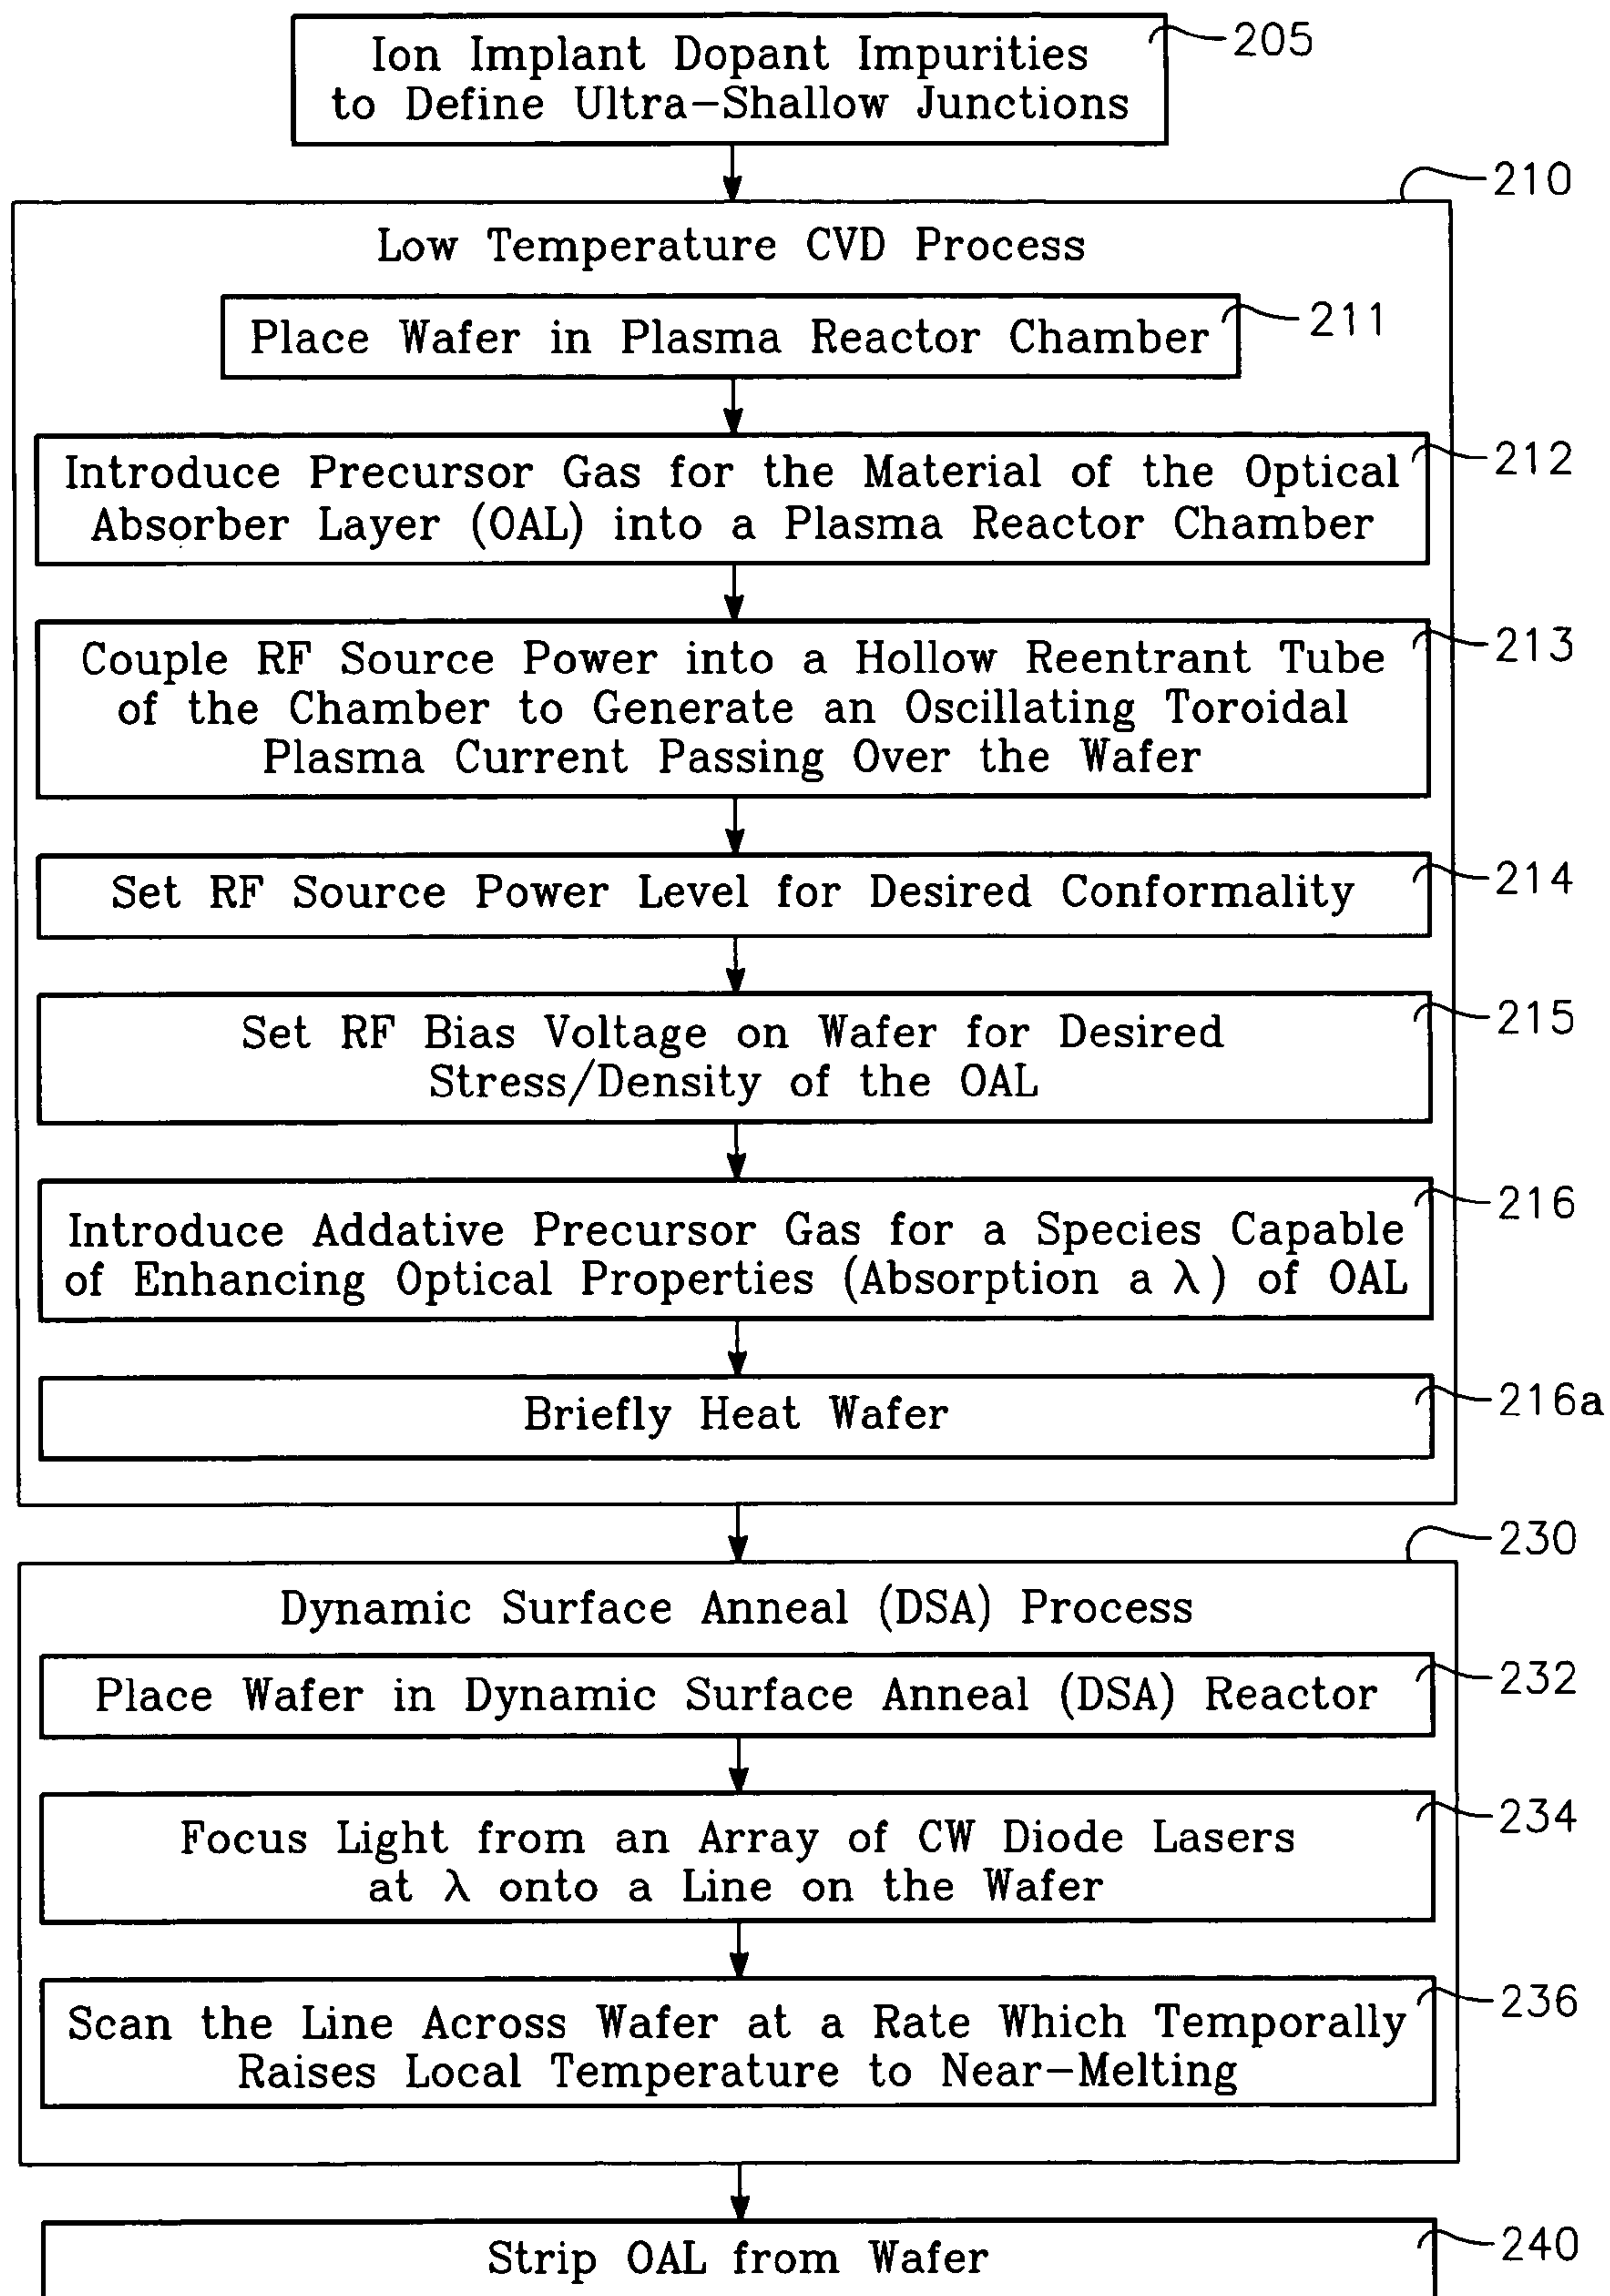 Ion Implant Dopant Impurities
to Define Ultra-Shallow Junctions
205
210
Low Temperature CVD Process
Place Wafer in Plasma Reactor Chamber
211
Introduce Precursor Gas for the Material of the Optical
Absorber Layer (OAL) into a Plasma Reactor Chamber
212
Couple RF Source Power into a Hollow Reentrant Tube
of the Chamber to Generate an Oscillating Toroidal
Plasma Current Passing Over the Wafer
213
Set RF Source Power Level for Desired Conformality
214
Set RF Bias Voltage on Wafer for Desired
Stress/Density of the OAL
215
Introduce Addative Precursor Gas for a Species Capable
of Enhancing Optical Properties (Absorption a λ) of OAL
216
Briefly Heat Wafer
216a
230
Dynamic Surface Anneal (DSA) Process
Place Wafer in Dynamic Surface Anneal (DSA) Reactor
232
Focus Light from an Array of CW Diode Lasers
at λ onto a Line on the Wafer
234
Scan the Line Across Wafer at a Rate Which Temporally
Raises Local Temperature to Near-Melting
236
Strip OAL from Wafer
240